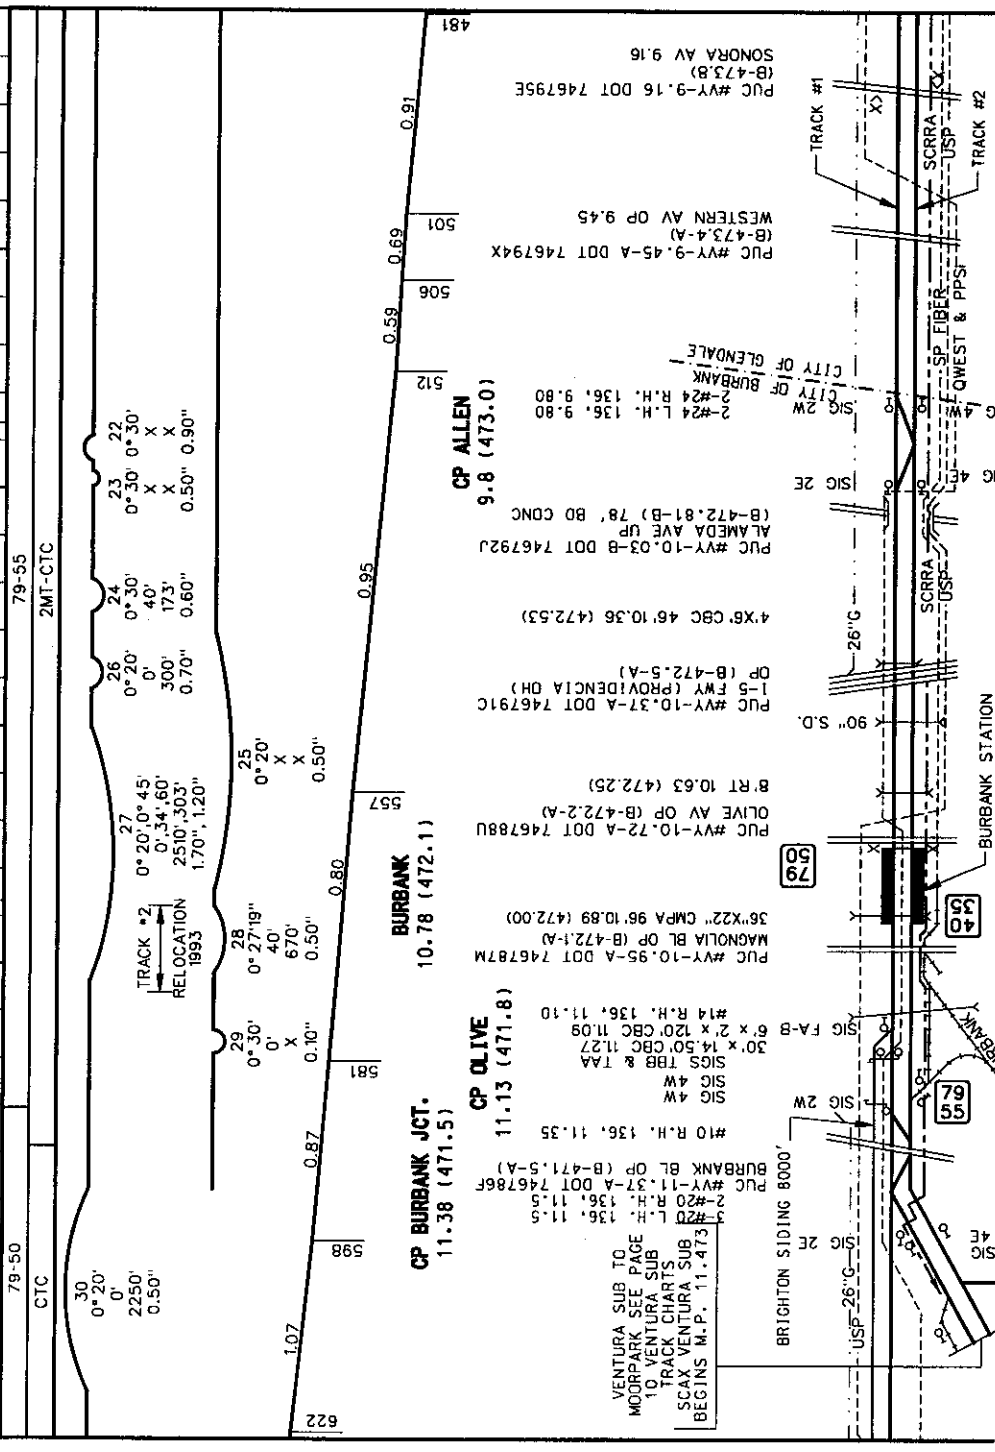 79-50
79-55
CTC
2MT-CTC
30
0°20'
0'
2250'
0.50"
27
0°20',0°45'
0',34',60'
2510',303'
1.70", 1.20"
26
0°20'
0'
300'
0.70"
24
0°30'
40'
173'
0.60"
23
0°30'
X
X
0.50"
22
0°30'
X
X
0.90"
TRACK #2
RELOCATION
1993
29
0°30'
0'
X
0.10"
28
0°27'19"
40'
670'
0.50"
25
0°20'
X
X
0.50"
1.07
0.87
0.80
0.95
0.59
0.69
0.91
622
598
581
557
512
506
501
481
CP BURBANK JCT.
11.38 (471.5)
CP OLIVE
11.13 (471.8)
BURBANK
10.78 (472.1)
CP ALLEN
9.8 (473.0)
PUC #VY-9.16 DOT 746795E
(B-473.8)
SONORA AV 9.16
PUC #VY-9.45-A DOT 746794X
(B-473.4-A)
WESTERN AV OP 9.45
CITY OF GLENDALE
CITY OF BURBANK
2-#24 R.H. 136, 9.80
2-#24 L.H. 136, 9.80
PUC #VY-10.03-B DOT 746792J
ALAMEDA AVE UP
(B-472.81-B) 78' BD CONC
4'X6' CBC 46' 10.36 (472.53)
PUC #VY-10.37-A DOT 746791C
I-5 FWY (PROVIDENCIA OH)
OP (B-472.5-A)
8' RT 10.63 (472.25)
PUC #VY-10.72-A DOT 746788U
OLIVE AV OP (B-472.2-A)
36"X22" CMPA 96' 10.89 (472.00)
PUC #VY-10.95-A DOT 746787M
MAGNOLIA BL OP (B-472.1-A)
#14 R.H. 136, 11.10
6' x 2' x 120' CBC 11.09
30' x 14.50' CBC 11.27
SIGS TBB & TAA
SIG 4W
SIG 4W
#10 R.H. 136, 11.35
PUC #VY-11.37-A DOT 746786F
BURBANK BL OP (B-471.5-A)
2-#20 R.H. 136, 11.5
3-#20 L.H. 136, 11.5
VENTURA SUB TO
MOORPARK SEE PAGE
10 VENTURA SUB
TRACK CHARTS
SCAX VENTURA SUB
BEGINS M.P. 11.473
BRIGHTON SIDING 8000'
USP
26"G
SIG 2E
SIG 2W
SIG FA-B
79
50
90" S.D.
26"G
SIG 2E
SIG 2W
TRACK #1
X
SIG
4E
79
55
40
35
BURBANK STATION
SCRRA
USP
4E
G 4W
SP FIBER
QWEST & PPSI
SCRRA
USP
TRACK #2
X